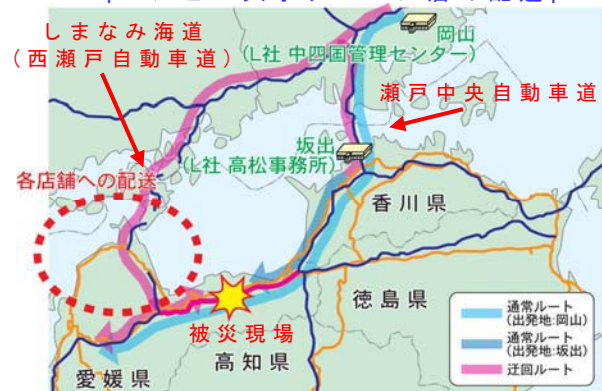 しまなみ海道
(西瀬戸自動車道)
岡山
(L社 中四国管理センター)
瀬戸中央自動車道
坂出
(L社 高松事務所)
各店舗への配送
香川県
徳島県
被災現場
高知県
愛媛県
通常ルート
(出発地:岡山)
通常ルート
(出発地:坂出)
迂回ルート